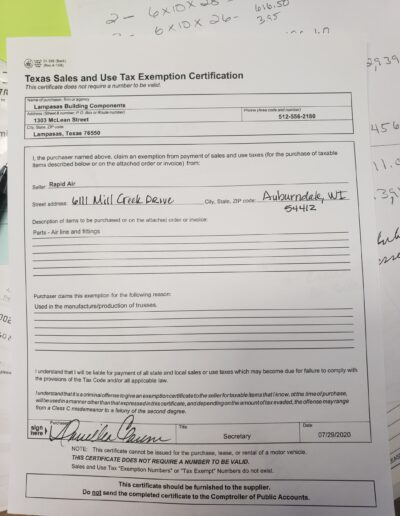 2 - 6x10x 616.50
6x10x26- 3.95
2,939
456
01-339 (Back)
Texas Sales and Use Tax Exemption Certification
This certificate does not require a number to be valid.
Name of purchaser, firm or agency
Lampasas Building Components
Address (Street & number, P.O. Box or Route number) Phone (Area code and number)
1303 McLean Street 512-556-2180
City, State, ZIP code
Lampasas, Texas 76550
I, the purchaser named above, claim an exemption from payment of sales and use taxes (for the purchase of taxable
items described below or on the attached order or invoice) from:
Seller: Rapid Air
Street address: 6111 Mill Creek Drive City, State, ZIP code: Auburndale, WI
54412
Description of items to be purchased or on the attached order or invoice:
Parts - Air line and fittings
Purchaser claims this exemption for the following reason:
Used in the manufacture/production of trusses.
I understand that I will be liable for payment of all state and local sales or use taxes which may become due for failure to comply with
the provisions of the Tax Code and/or all applicable law.
I understand that it is a criminal offense to give an exemption certificate to the seller for taxable items that I know, at the time of purchase,
will be used in a manner other than that expressed in this certificate, and depending on the amount of tax evaded, the offense may range
from a Class C misdemeanor to a felony of the second degree.
sign here Purchaser Title Date
Secretary 07/29/2020
NOTE: This certificate cannot be issued for the purchase, lease, or rental of a motor vehicle.
THIS CERTIFICATE DOES NOT REQUIRE A NUMBER TO BE VALID.
Sales and Use Tax "Exemption Numbers" or "Tax Exempt" Numbers do not exist.
This certificate should be furnished to the supplier.
Do not send the completed certificate to the Comptroller of Public Accounts.